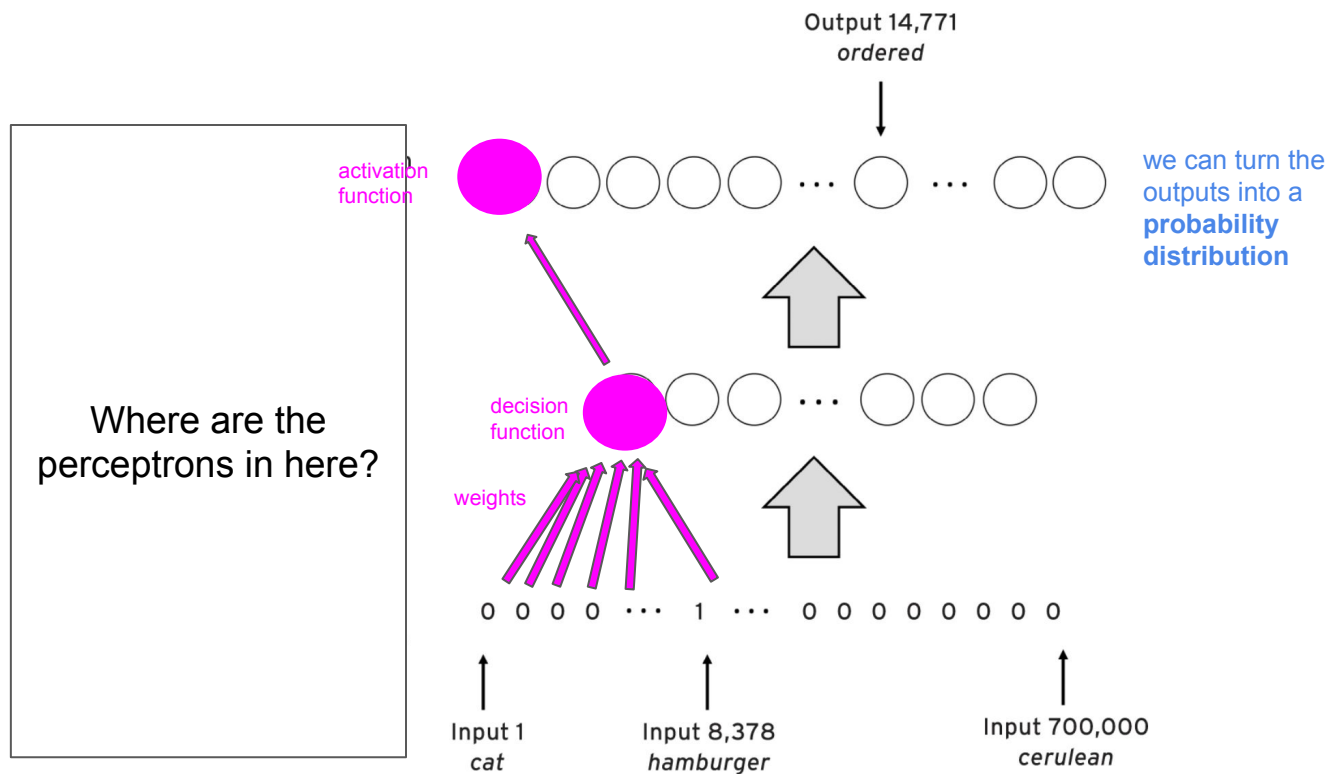 Output 14,771
ordered
activation
function
...
...
we can turn the
outputs into a
probability
distribution
Where are the
perceptrons in here?
decision
function
...
weights
0 0 0 0 ... 1 ... 0 0 0 0 0 0 0 0
Input 1
cat
Input 8,378
hamburger
Input 700,000
cerulean